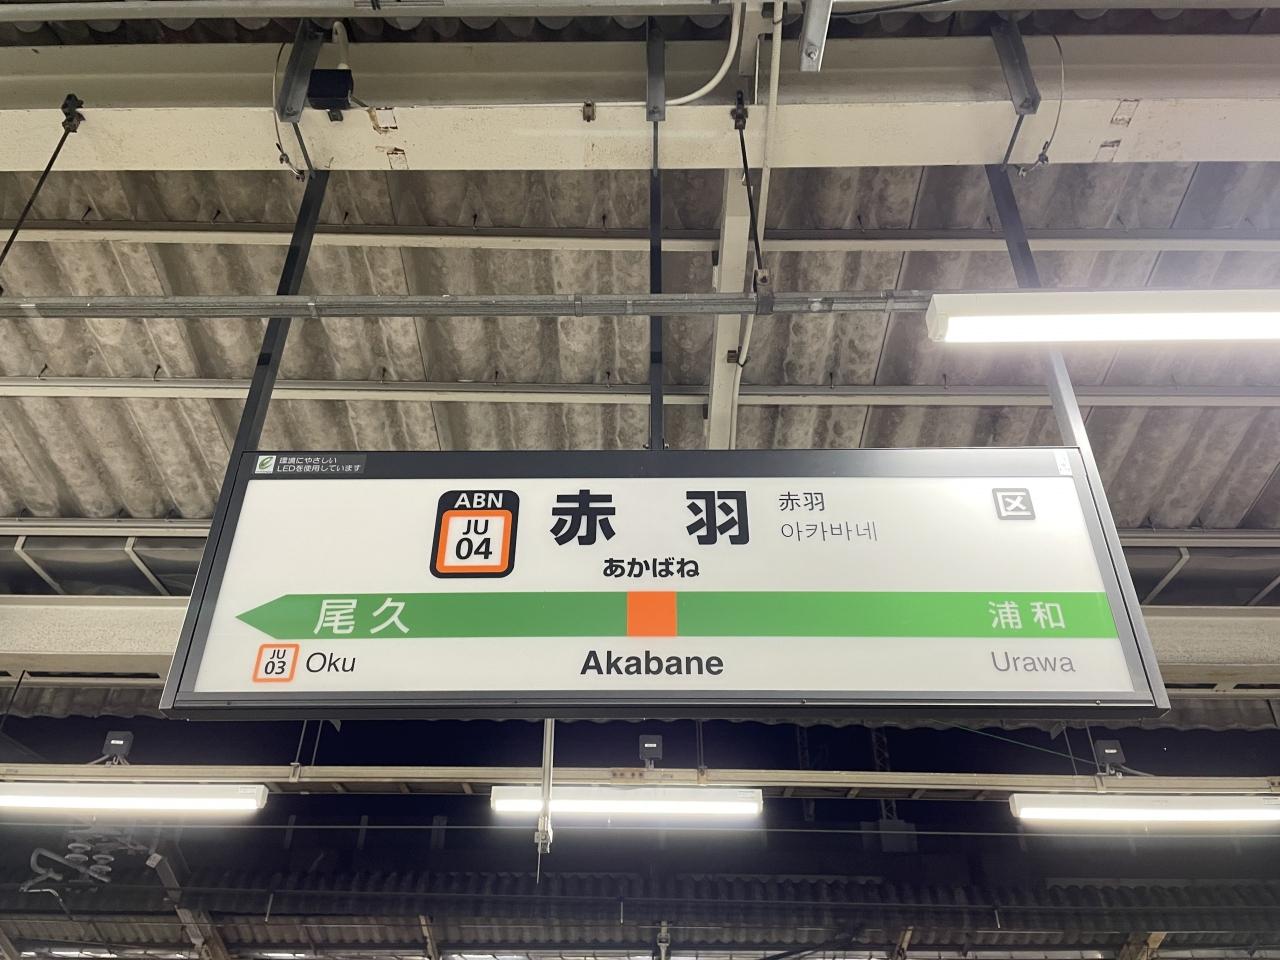 環境にやさしい
LEDを使用しています
ABN
JU
04
赤 羽
赤羽
아카바네
区
あかばね
尾久
浦和
JU
03
Oku
Akabane
Urawa